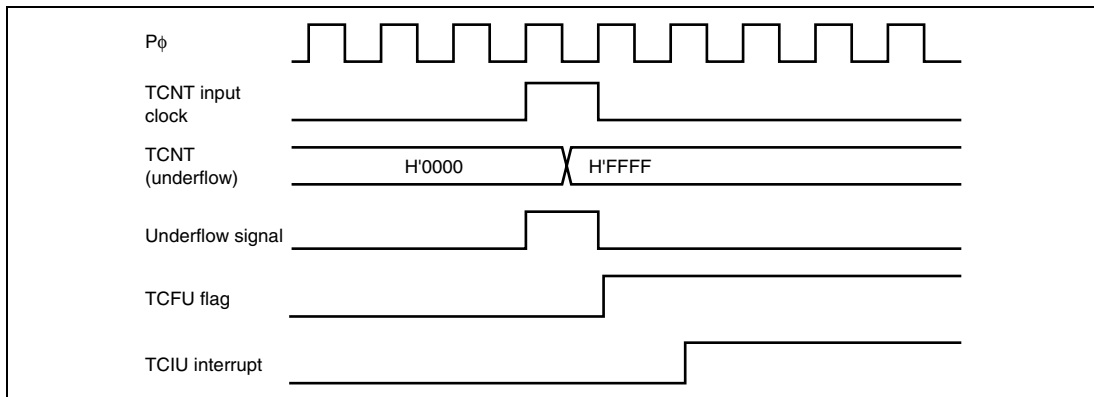 Pϕ
TCNT input
clock
TCNT
(underflow)
H'0000
H'FFFF
Underflow signal
TCFU flag
TCIU interrupt